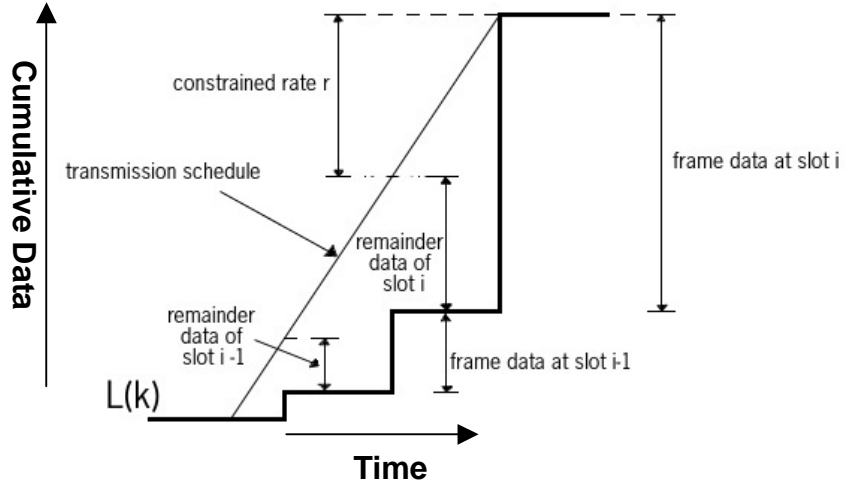 Cumulative Data
constrained rate r
transmission schedule
frame data at slot i
remainder
data of
slot i
remainder
data of
slot i -1
frame data at slot i-1
L(k)
Time